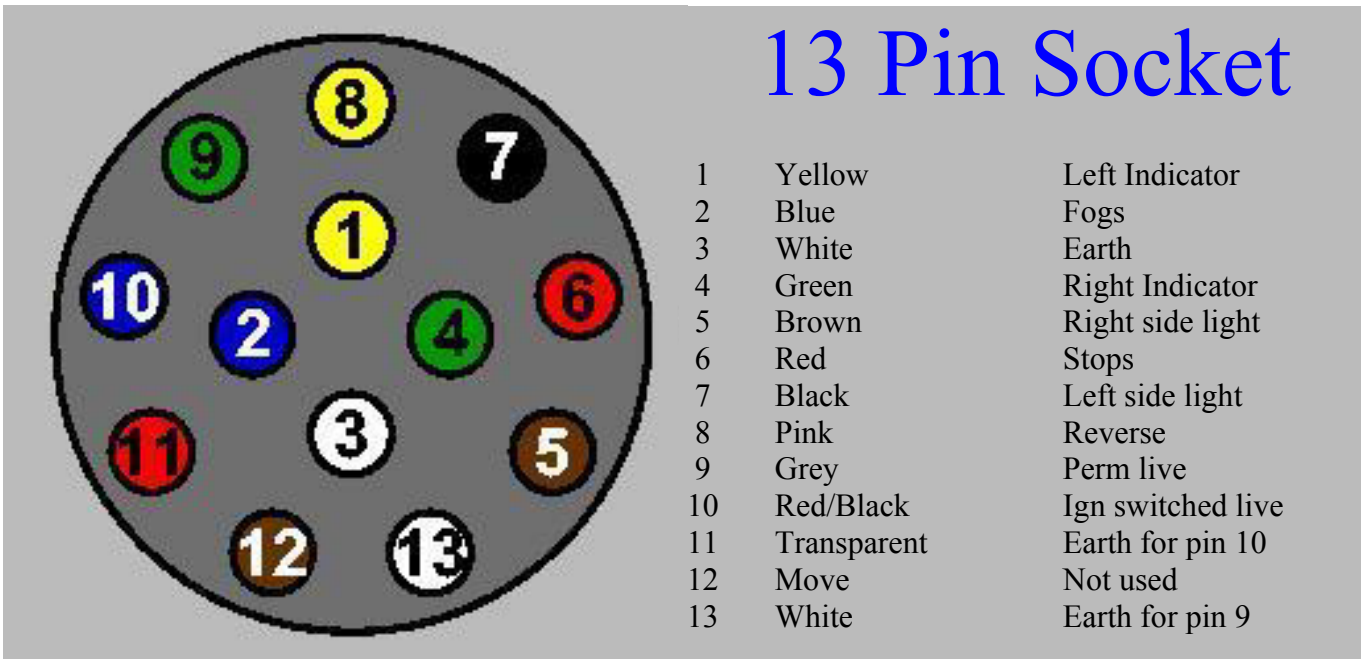 8
9
7
1
10
6
2
4
3
11
5
12
13
13 Pin Socket
1 Yellow Left Indicator
2 Blue Fogs
3 White Earth
4 Green Right Indicator
5 Brown Right side light
6 Red Stops
7 Black Left side light
8 Pink Reverse
9 Grey Perm live
10 Red/Black Ign switched live
11 Transparent Earth for pin 10
12 Move Not used
13 White Earth for pin 9